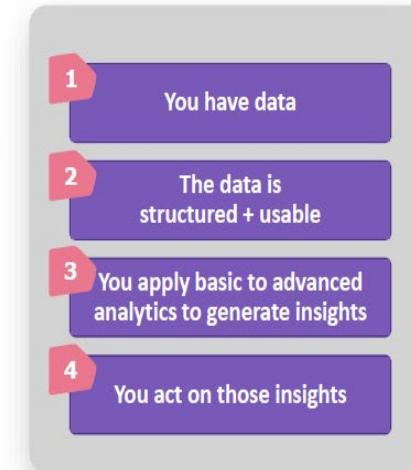 1
You have data
2
The data is
structured + usable
3
You apply basic to advanced
analytics to generate insights
4
You act on those insights